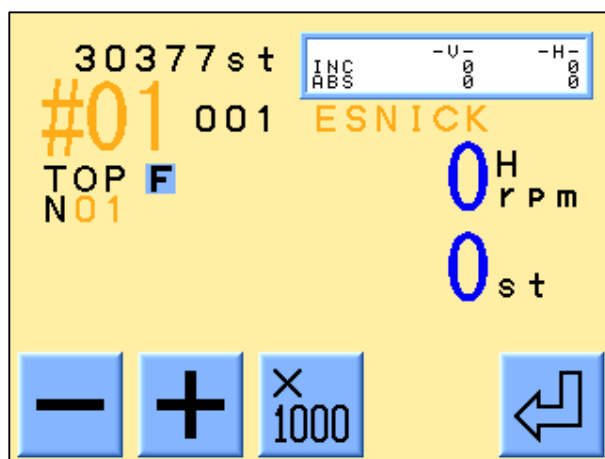 30377st
-V- -H-
INC 0 0
ABS 0 0
#01 001 ESNICK
TOP F
N01
0 H rpm
0 st
− + × 1000